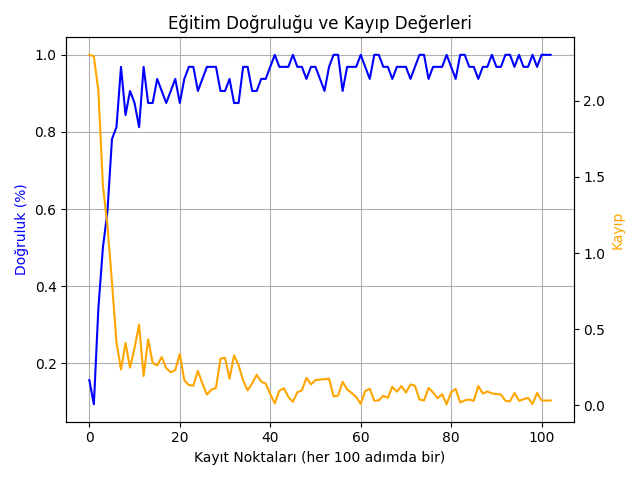 Eğitim Doğruluğu ve Kayıp Değerleri
1.0
0.8
0.6
0.4
0.2
Doğruluk (%)
2.0
1.5
1.0
0.5
0.0
Kayıp
0 20 40 60 80 100
Kayıt Noktaları (her 100 adımda bir)